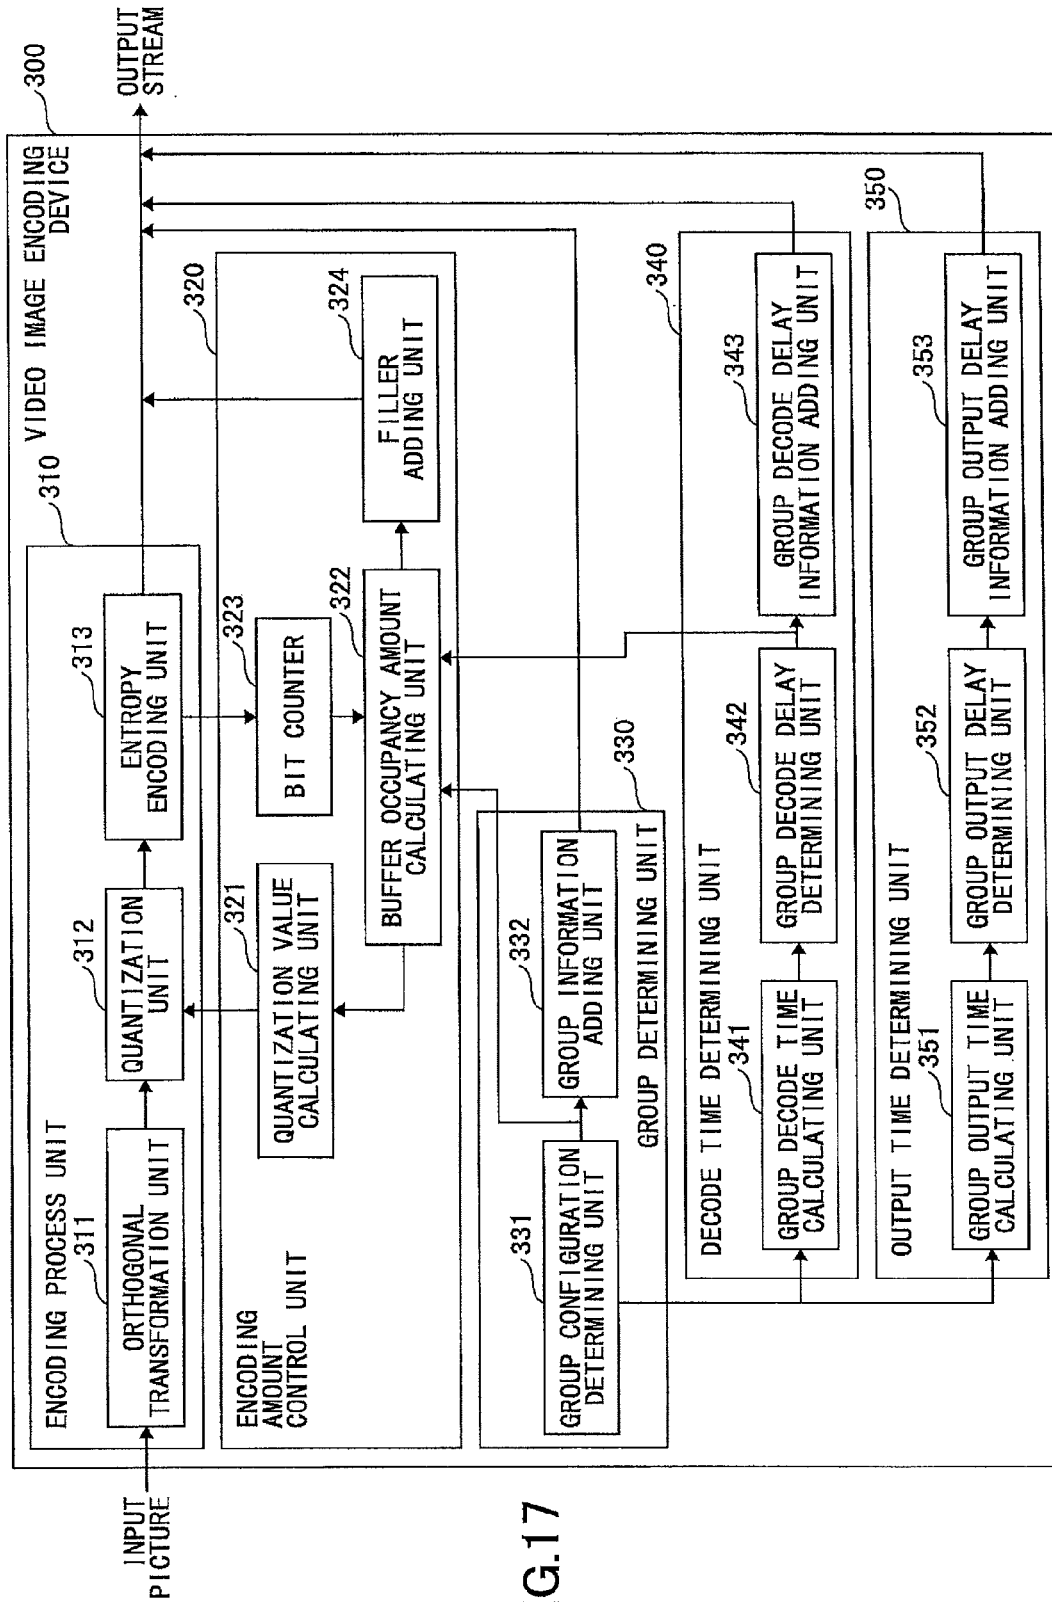 300
VIDEO IMAGE ENCODING
DEVICE
OUTPUT
STREAM
INPUT
PICTURE
310
ENCODING PROCESS UNIT
311
ORTHOGONAL
TRANSFORMATION UNIT
312
QUANTIZATION
UNIT
313
ENTROPY
ENCODING UNIT
320
ENCODING
AMOUNT
CONTROL UNIT
321
QUANTIZATION VALUE
CALCULATING UNIT
323
BIT COUNTER
322
BUFFER OCCUPANCY AMOUNT
CALCULATING UNIT
324
FILLER
ADDING UNIT
330
331
GROUP CONFIGURATION
DETERMINING UNIT
332
GROUP INFORMATION
ADDING UNIT
GROUP DETERMINING UNIT
340
DECODE TIME DETERMINING UNIT
341
GROUP DECODE TIME
CALCULATING UNIT
342
GROUP DECODE DELAY
DETERMINING UNIT
343
GROUP DECODE DELAY
INFORMATION ADDING UNIT
350
OUTPUT TIME DETERMINING UNIT
351
GROUP OUTPUT TIME
CALCULATING UNIT
352
GROUP OUTPUT DELAY
DETERMINING UNIT
353
GROUP OUTPUT DELAY
INFORMATION ADDING UNIT
G.17